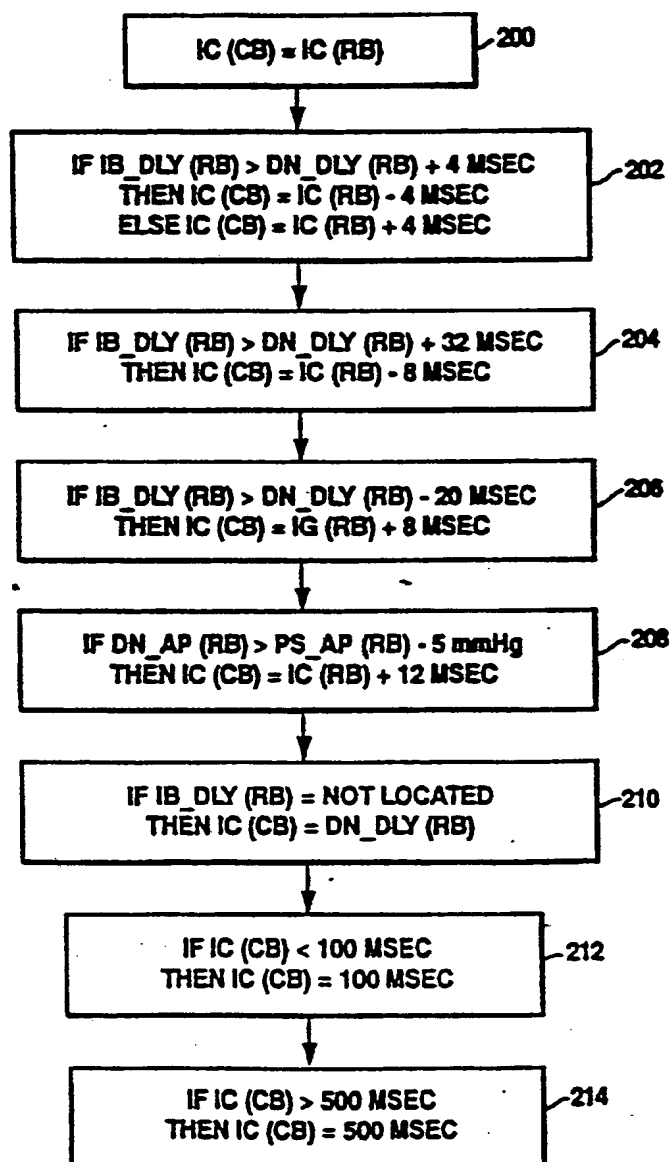 IC (CB) = IC (RB)
200
IF IB_DLY (RB) > DN_DLY (RB) + 4 MSEC
THEN IC (CB) = IC (RB) - 4 MSEC
ELSE IC (CB) = IC (RB) + 4 MSEC
202
IF IB_DLY (RB) > DN_DLY (RB) + 32 MSEC
THEN IC (CB) = IC (RB) - 8 MSEC
204
IF IB_DLY (RB) > DN_DLY (RB) - 20 MSEC
THEN IC (CB) = IG (RB) + 8 MSEC
206
IF DN_AP (RB) > PS_AP (RB) - 5 mmHg
THEN IC (CB) = IC (RB) + 12 MSEC
208
IF IB_DLY (RB) = NOT LOCATED
THEN IC (CB) = DN_DLY (RB)
210
IF IC (CB) < 100 MSEC
THEN IC (CB) = 100 MSEC
212
IF IC (CB) > 500 MSEC
THEN IC (CB) = 500 MSEC
214